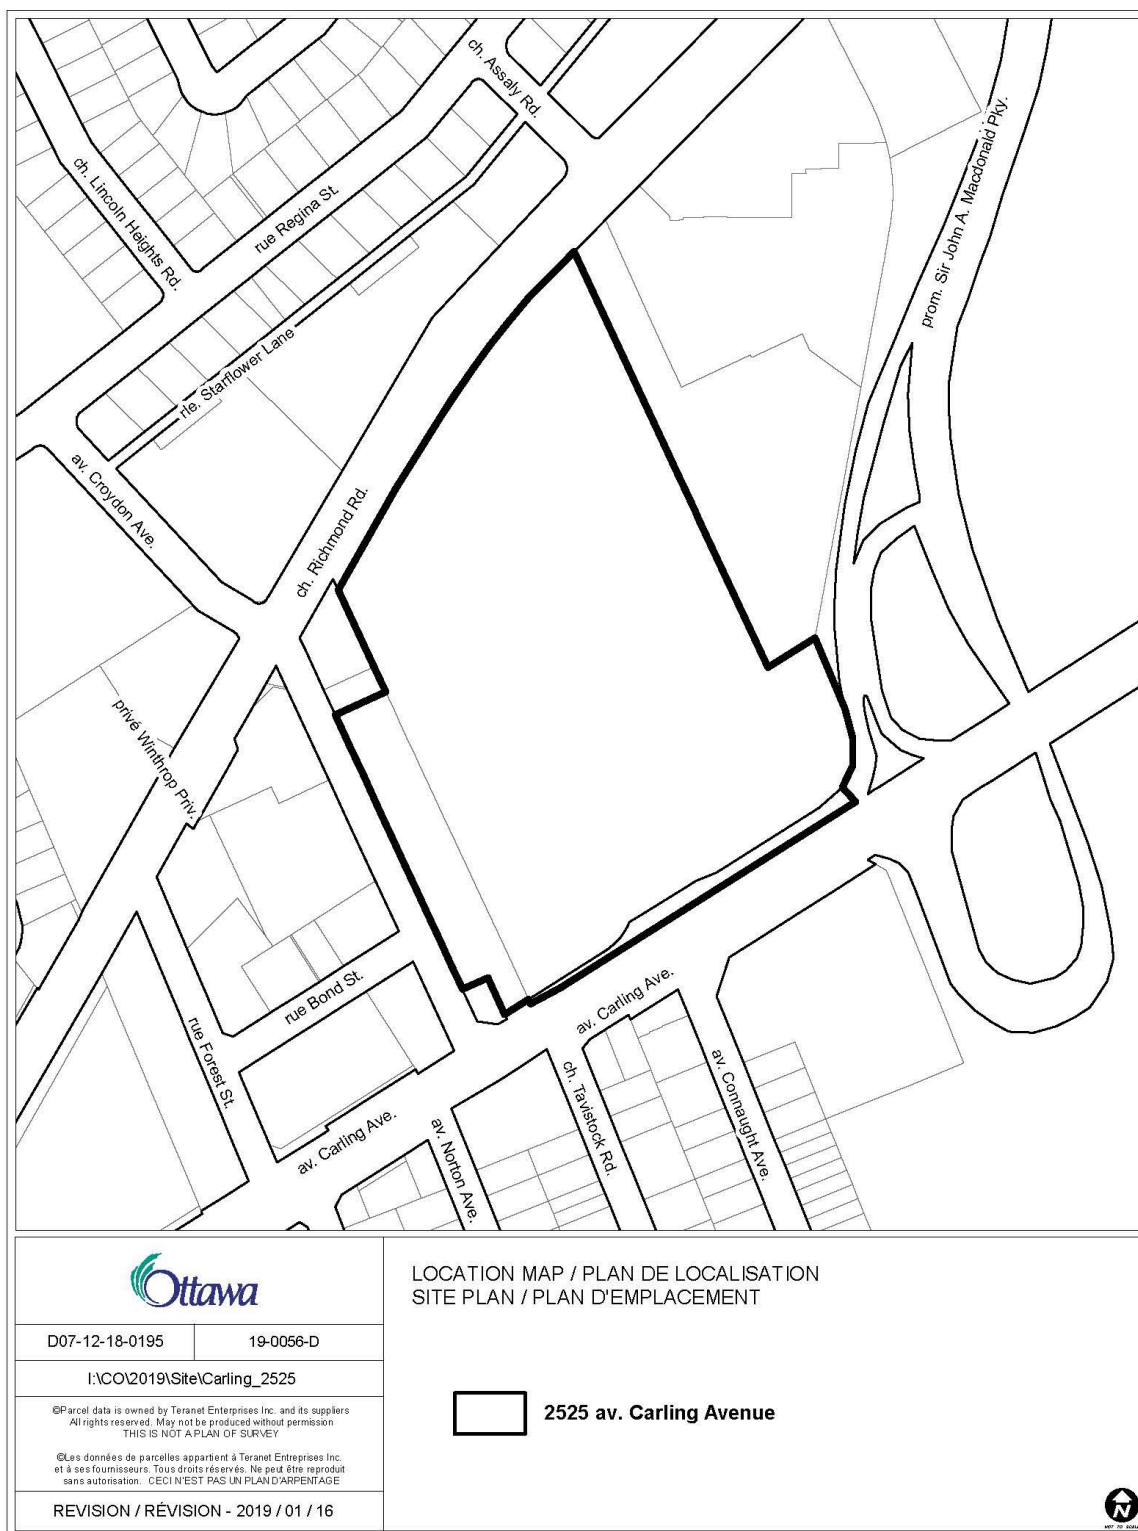 ch. Assaly Rd.
prom. Sir John A. Macdonald Pky.
ch. Lincoln Heights Rd.
rue Regina St.
rle. Starflower Lane
av. Croydon Ave.
ch. Richmond Rd.
privé Winthrop Priv.
rue Bond St.
rue Forest St.
av. Carling Ave.
av. Carling Ave.
ch. Tavistock Rd.
av. Connaught Ave.
av. Norton Ave.
Ottawa
D07-12-18-0195
19-0056-D
I:\CO\2019\Site\Carling_2525
©Parcel data is owned by Teranet Enterprises Inc. and its suppliers
All rights reserved. May not be produced without permission
THIS IS NOT A PLAN OF SURVEY
©Les données de parcelles appartient à Teranet Entreprises Inc.
et à ses fournisseurs. Tous droits réservés. Ne peut être reproduit
sans autorisation. CECI N'EST PAS UN PLAN D'ARPENTAGE
REVISION / RÉVISION - 2019 / 01 / 16
LOCATION MAP / PLAN DE LOCALISATION
SITE PLAN / PLAN D'EMPLACEMENT
2525 av. Carling Avenue
N
NOT TO SCALE